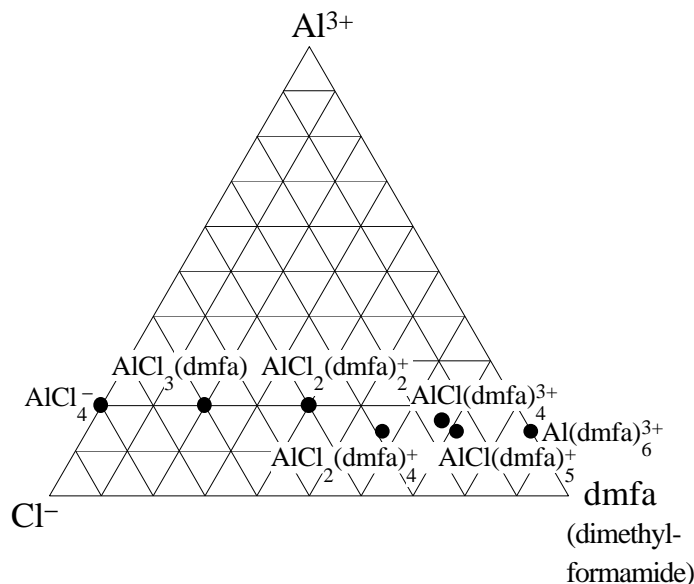 Al³⁺
AlCl₃(dmfa)
AlCl₂(dmfa)₂⁺
AlCl₄⁻
AlCl(dmfa)₄³⁺
Al(dmfa)₆³⁺
AlCl₂(dmfa)₄⁺
AlCl(dmfa)₅⁺
Cl⁻
dmfa
(dimethyl-
formamide)